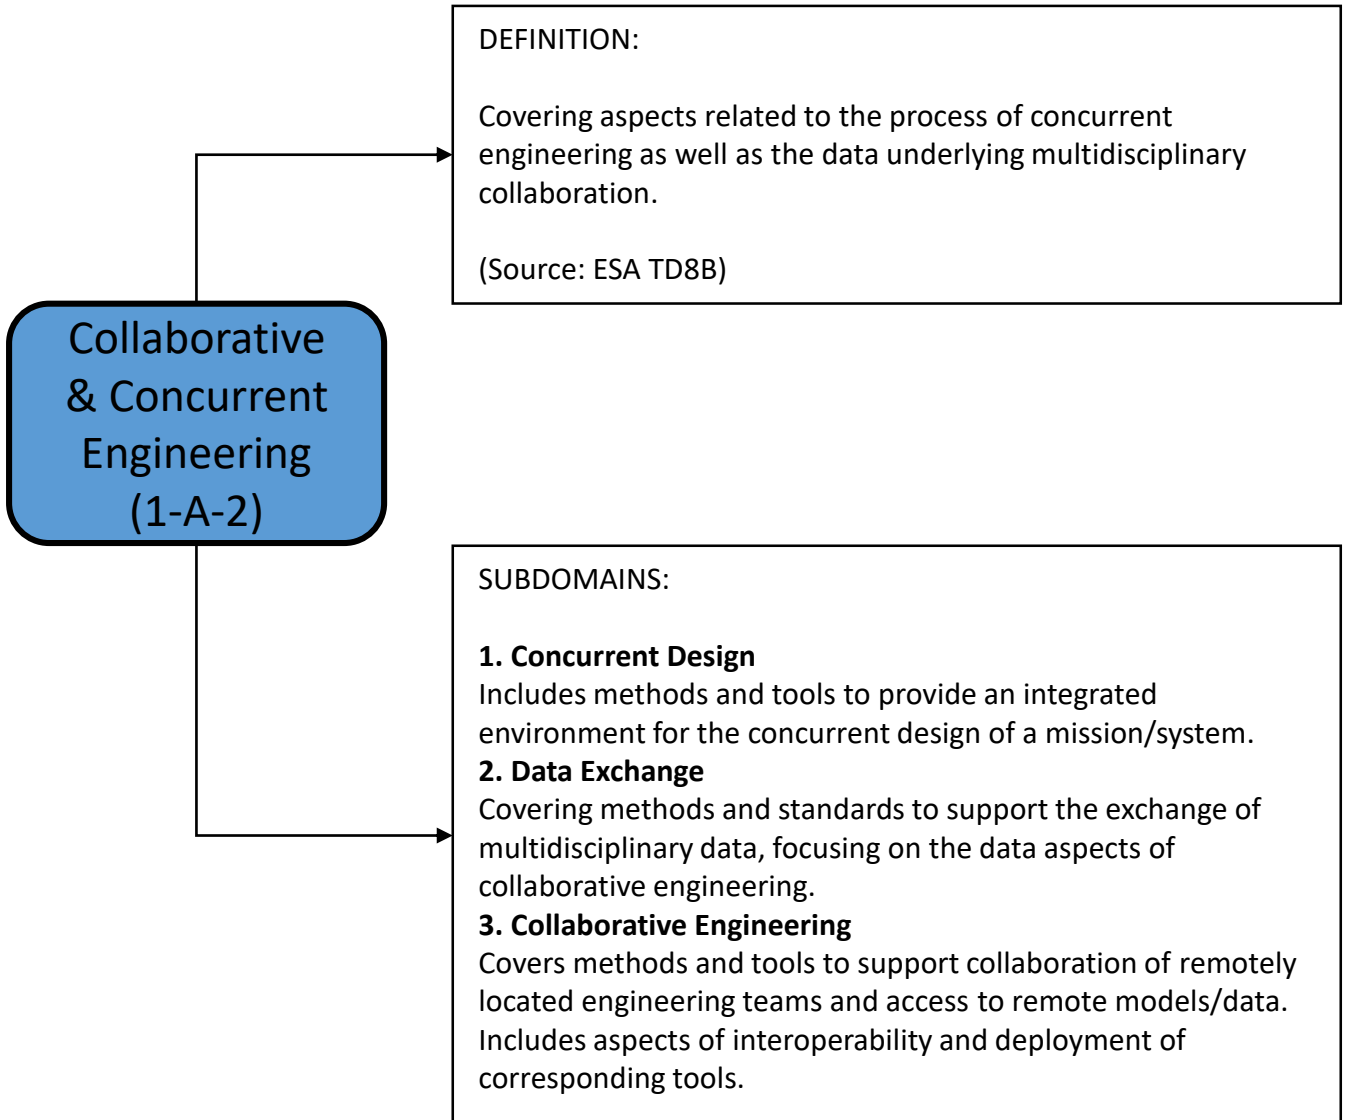 DEFINITION:
Covering aspects related to the process of concurrent
engineering as well as the data underlying multidisciplinary
collaboration.
(Source: ESA TD8B)
Collaborative
& Concurrent
Engineering
(1-A-2)
SUBDOMAINS:
1. Concurrent Design
Includes methods and tools to provide an integrated
environment for the concurrent design of a mission/system.
2. Data Exchange
Covering methods and standards to support the exchange of
multidisciplinary data, focusing on the data aspects of
collaborative engineering.
3. Collaborative Engineering
Covers methods and tools to support collaboration of remotely
located engineering teams and access to remote models/data.
Includes aspects of interoperability and deployment of
corresponding tools.